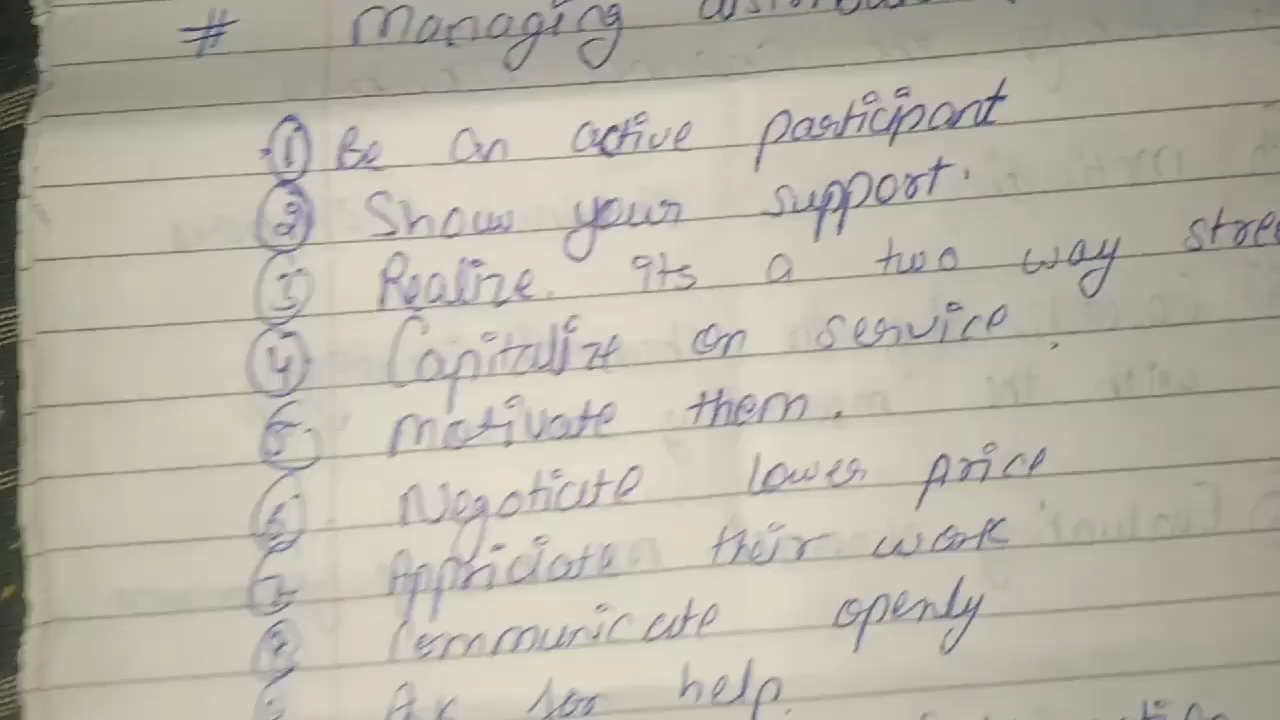 # Managing
① Be an active participant
② Show your support.
③ Realize its a two way
④ Capitalize on service.
⑤ Motivate them.
⑥ Negotiate lower price
⑦ Appriciate their work
⑧ Communicate openly
for help.